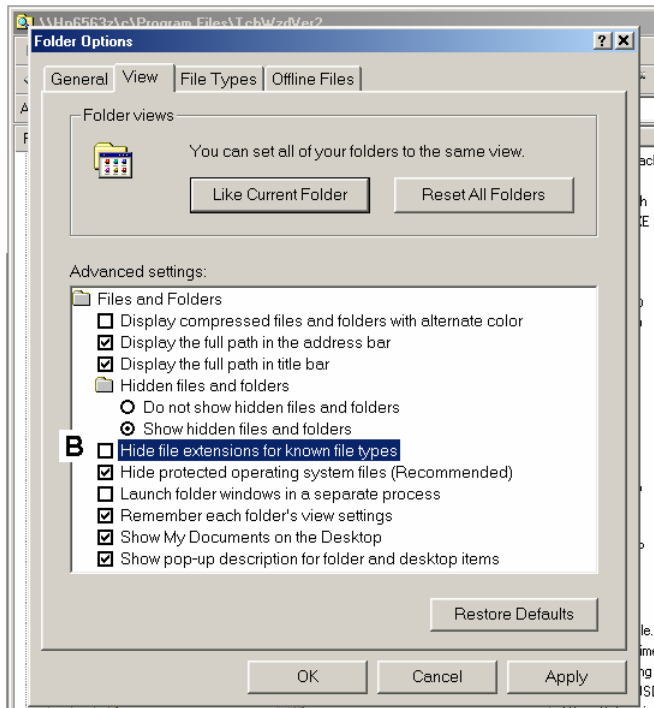 \\Hp6563z\c\Program Files\TchWzdVer2
Folder Options
General View File Types Offline Files
Folder views
You can set all of your folders to the same view.
Like Current Folder Reset All Folders
Advanced settings:
Files and Folders
Display compressed files and folders with alternate color
Display the full path in the address bar
Display the full path in title bar
Hidden files and folders
Do not show hidden files and folders
Show hidden files and folders
B Hide file extensions for known file types
Hide protected operating system files (Recommended)
Launch folder windows in a separate process
Remember each folder's view settings
Show My Documents on the Desktop
Show pop-up description for folder and desktop items
Restore Defaults
OK Cancel Apply